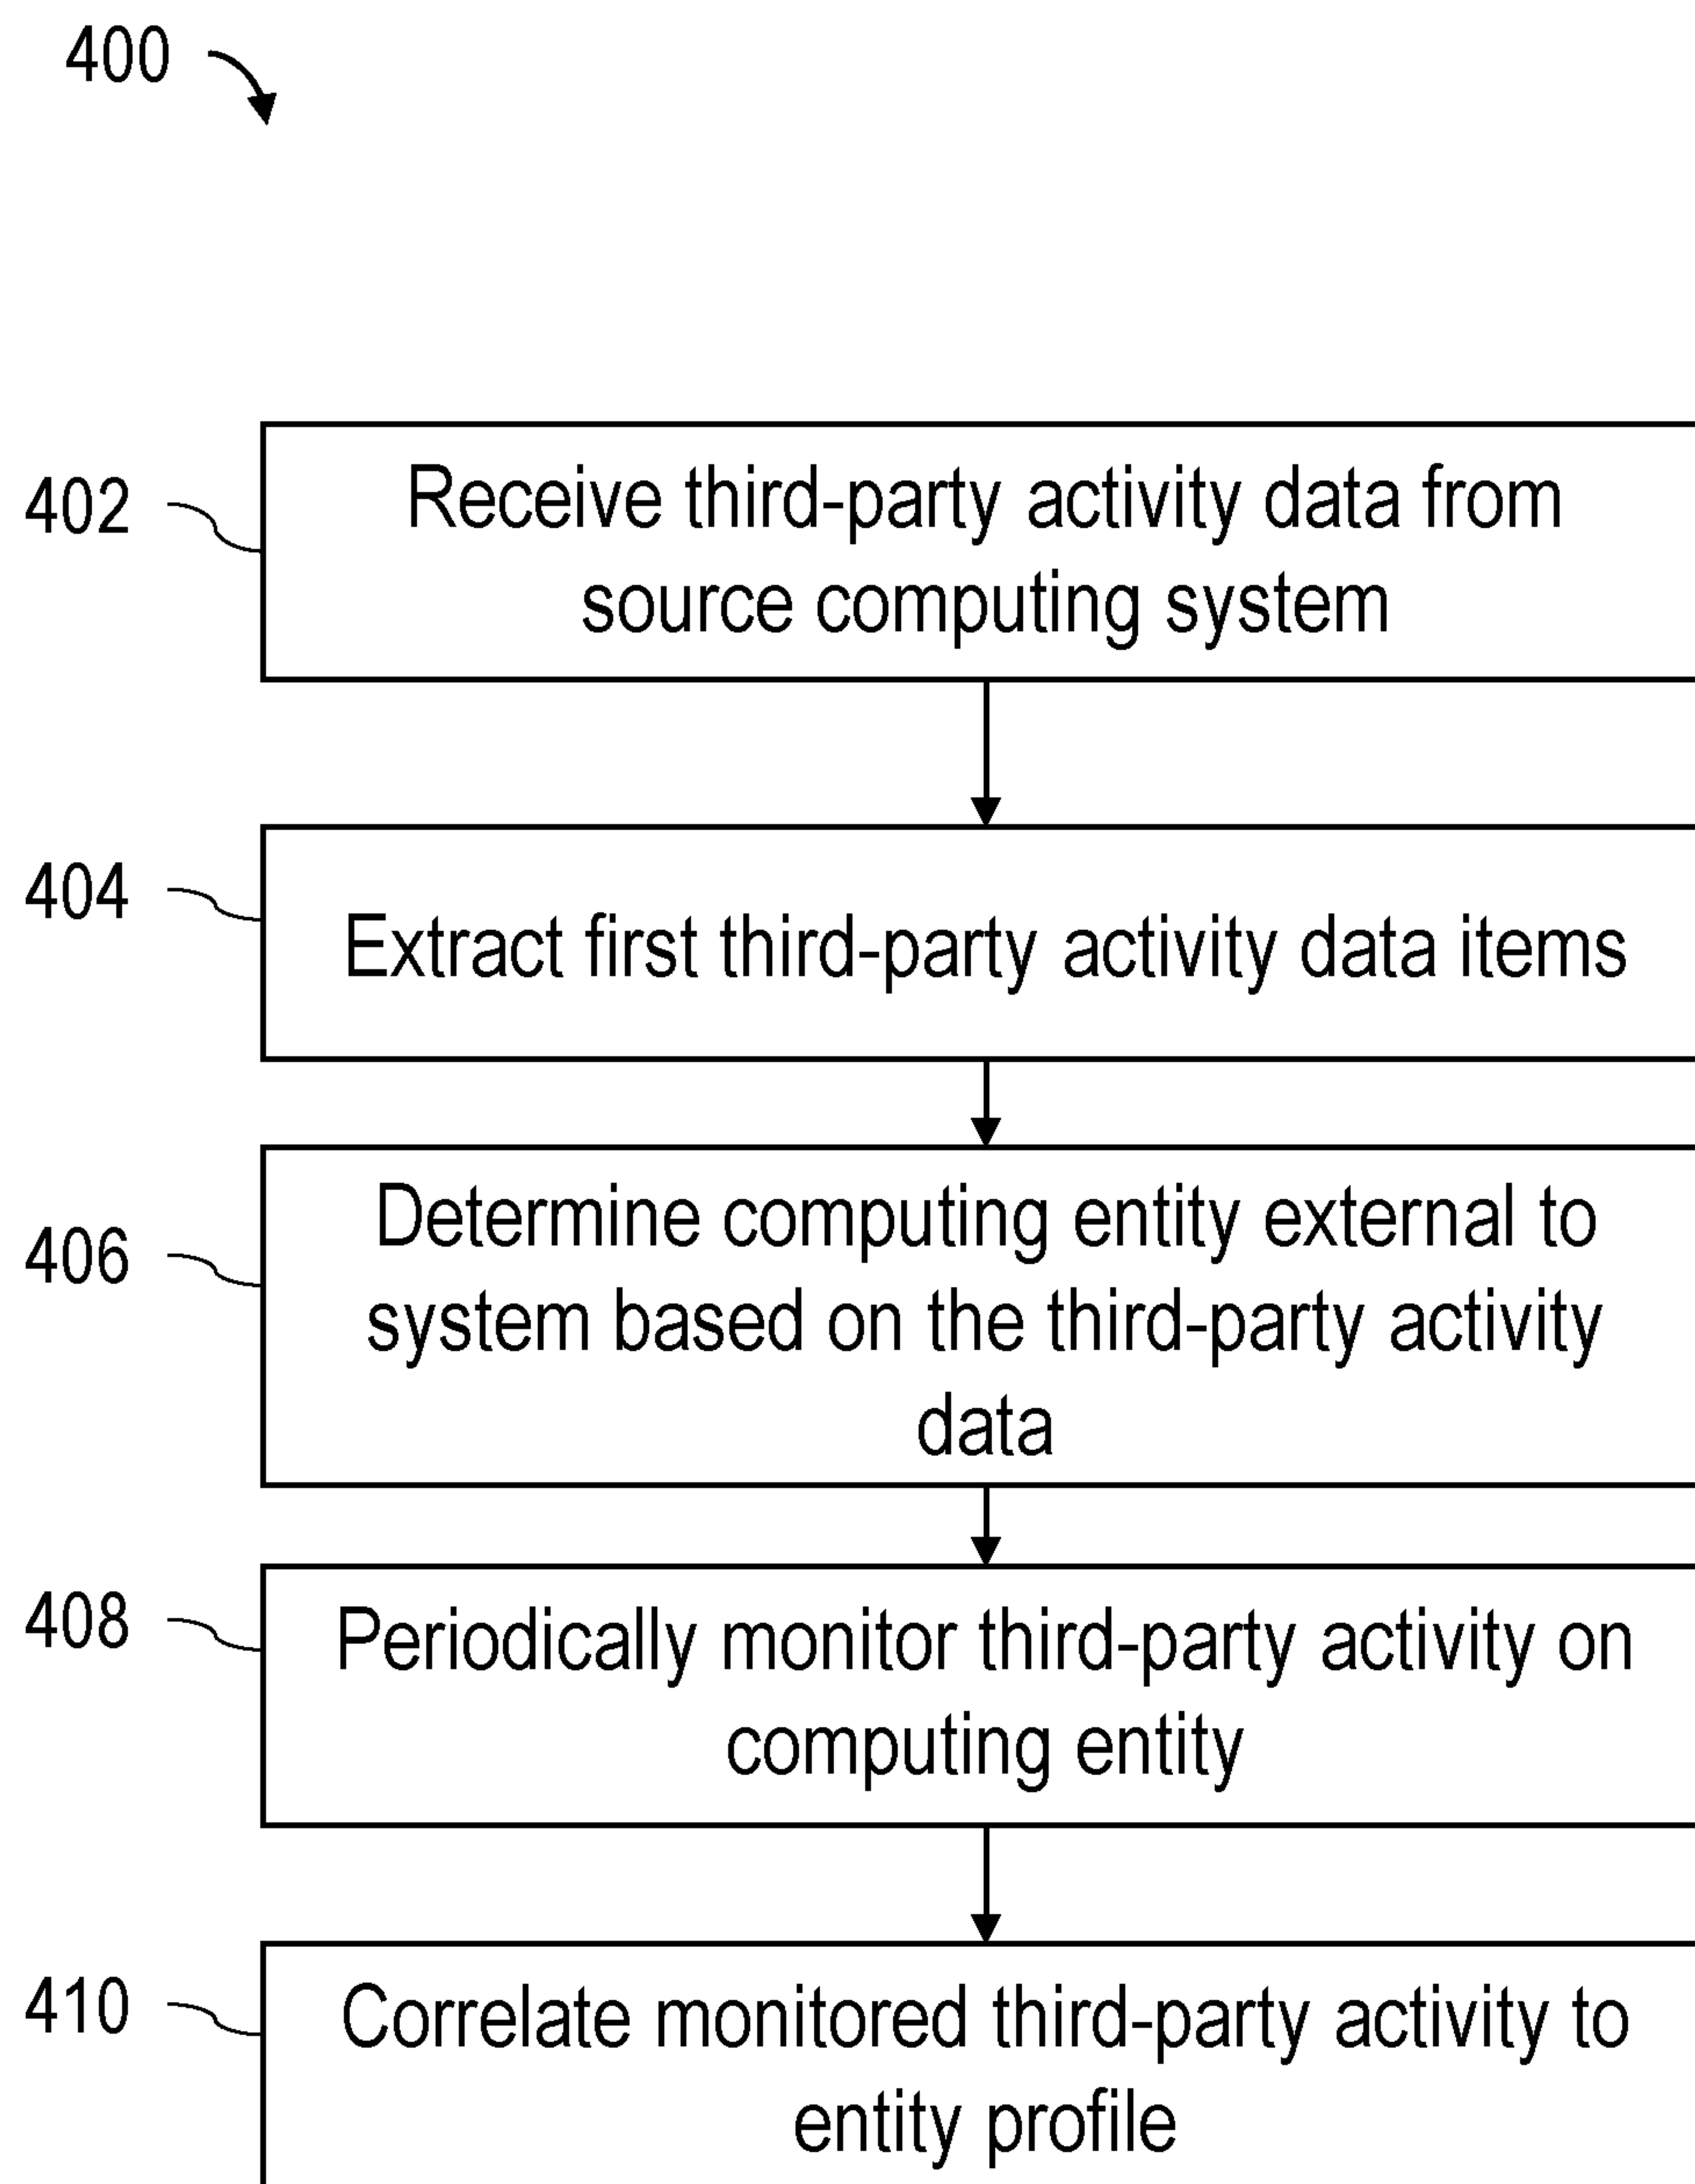 400
402
Receive third-party activity data from
source computing system
404
Extract first third-party activity data items
406
Determine computing entity external to
system based on the third-party activity
data
408
Periodically monitor third-party activity on
computing entity
410
Correlate monitored third-party activity to
entity profile